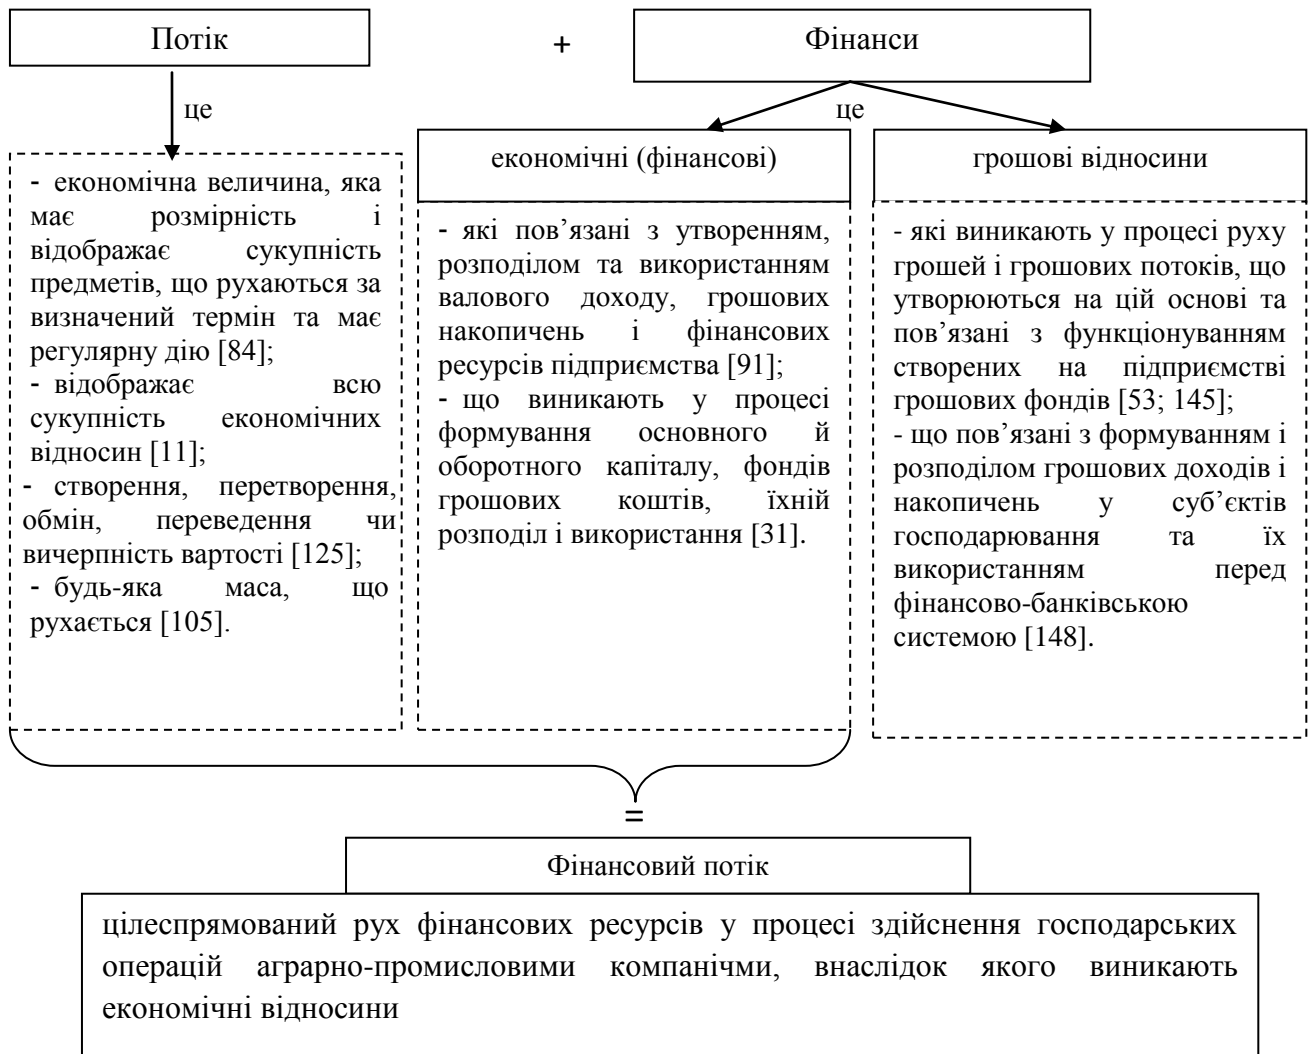 Потік
+
Фінанси
це
це
економічні (фінансові)
грошові відносини
- економічна величина, яка
має розмірність і
відображає сукупність
предметів, що рухаються за
визначений термін та має
регулярну дію [84];
- відображає всю
сукупність економічних
відносин [11];
- створення, перетворення,
обмін, переведення чи
вичерпність вартості [125];
- будь-яка маса, що
рухається [105].
- які пов’язані з утворенням,
розподілом та використанням
валового доходу, грошових
накопичень і фінансових
ресурсів підприємства [91];
- що виникають у процесі
формування основного й
оборотного капіталу, фондів
грошових коштів, їхній
розподіл і використання [31].
- які виникають у процесі руху
грошей і грошових потоків, що
утворюються на цій основі та
пов’язані з функціонуванням
створених на підприємстві
грошових фондів [53; 145];
- що пов’язані з формуванням і
розподілом грошових доходів і
накопичень у суб’єктів
господарювання та їх
використанням перед
фінансово-банківською
системою [148].
=
Фінансовий потік
цілеспрямований рух фінансових ресурсів у процесі здійснення господарських
операцій аграрно-промисловими компанічми, внаслідок якого виникають
економічні відносини